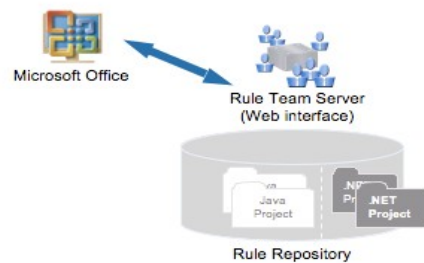 Microsoft Office
Rule Team Server
(Web interface)
Java
Project
.NET
Project
Rule Repository